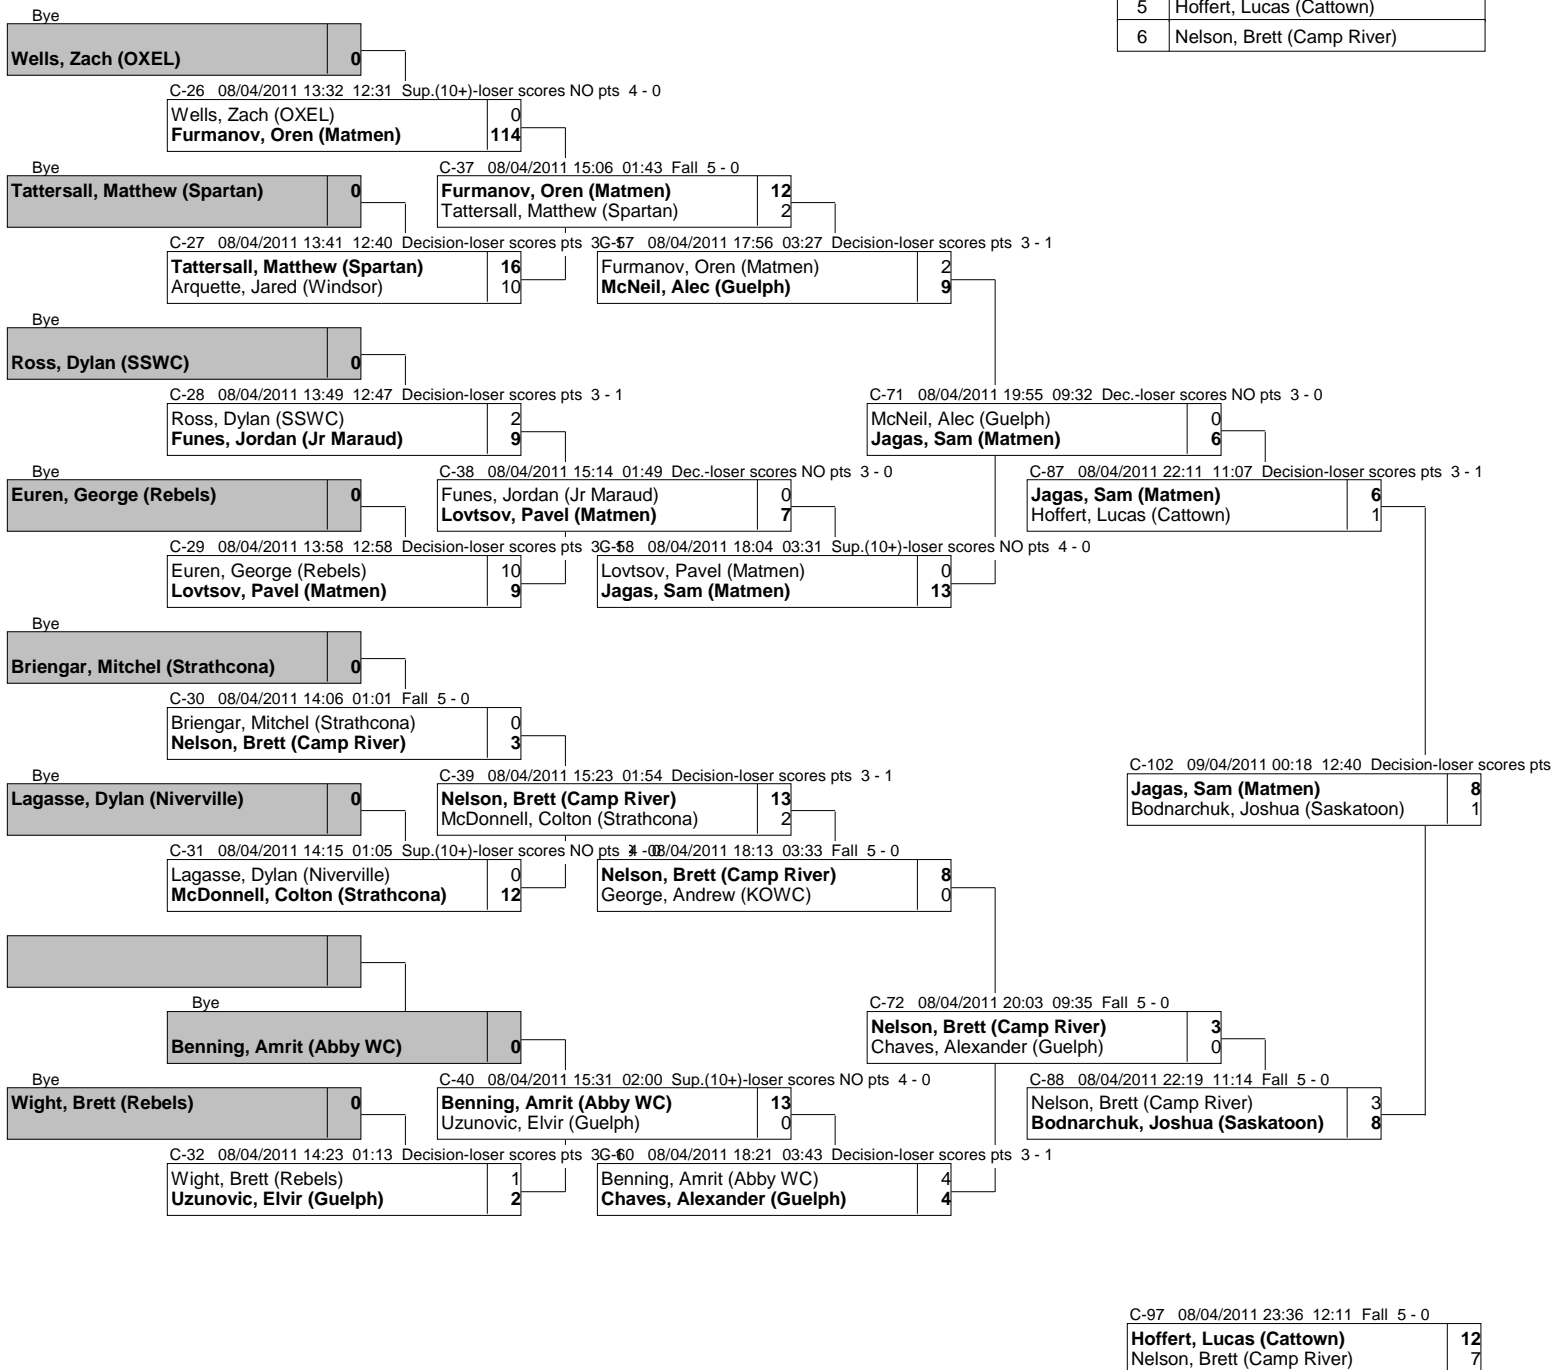 5 Hoffert, Lucas (Cattown)
6 Nelson, Brett (Camp River)
Bye
Wells, Zach (OXEL) 0
C-26 08/04/2011 13:32 12:31 Sup.(10+)-loser scores NO pts 4 - 0
Wells, Zach (OXEL) 0
Furmanov, Oren (Matmen) 114
Bye
Tattersall, Matthew (Spartan) 0
C-37 08/04/2011 15:06 01:43 Fall 5 - 0
Furmanov, Oren (Matmen) 12
Tattersall, Matthew (Spartan) 2
C-27 08/04/2011 13:41 12:40 Decision-loser scores pts
Tattersall, Matthew (Spartan) 16
Arquette, Jared (Windsor) 10
08/04/2011 17:56 03:27 Decision-loser scores pts 3 - 1
Furmanov, Oren (Matmen) 2
McNeil, Alec (Guelph) 9
Bye
Ross, Dylan (SSWC) 0
C-28 08/04/2011 13:49 12:47 Decision-loser scores pts 3 - 1
Ross, Dylan (SSWC) 2
Funes, Jordan (Jr Maraud) 9
C-71 08/04/2011 19:55 09:32 Dec.-loser scores NO pts 3 - 0
McNeil, Alec (Guelph) 0
Jagas, Sam (Matmen) 6
Bye
Euren, George (Rebels) 0
C-38 08/04/2011 15:14 01:49 Dec.-loser scores NO pts 3 - 0
Funes, Jordan (Jr Maraud) 0
Lovtsov, Pavel (Matmen) 7
C-87 08/04/2011 22:11 11:07 Decision-loser scores pts 3 - 1
Jagas, Sam (Matmen) 6
Hoffert, Lucas (Cattown) 1
C-29 08/04/2011 13:58 12:58 Decision-loser scores pts
Euren, George (Rebels) 10
Lovtsov, Pavel (Matmen) 9
08/04/2011 18:04 03:31 Sup.(10+)-loser scores NO pts 4 - 0
Lovtsov, Pavel (Matmen) 0
Jagas, Sam (Matmen) 13
Bye
Briengar, Mitchel (Strathcona) 0
C-30 08/04/2011 14:06 01:01 Fall 5 - 0
Briengar, Mitchel (Strathcona) 0
Nelson, Brett (Camp River) 3
Bye
Lagasse, Dylan (Niverville) 0
C-39 08/04/2011 15:23 01:54 Decision-loser scores pts 3 - 1
Nelson, Brett (Camp River) 13
McDonnell, Colton (Strathcona) 2
C-102 09/04/2011 00:18 12:40 Decision-loser scores pts
Jagas, Sam (Matmen) 8
Bodnarchuk, Joshua (Saskatoon) 1
C-31 08/04/2011 14:15 01:05 Sup.(10+)-loser scores NO pts
Lagasse, Dylan (Niverville) 0
McDonnell, Colton (Strathcona) 12
08/04/2011 18:13 03:33 Fall 5 - 0
Nelson, Brett (Camp River) 8
George, Andrew (KOWC) 0
Bye
Benning, Amrit (Abby WC) 0
C-72 08/04/2011 20:03 09:35 Fall 5 - 0
Nelson, Brett (Camp River) 3
Chaves, Alexander (Guelph) 0
Bye
Wight, Brett (Rebels) 0
C-40 08/04/2011 15:31 02:00 Sup.(10+)-loser scores NO pts 4 - 0
Benning, Amrit (Abby WC) 13
Uzunovic, Elvir (Guelph) 0
C-88 08/04/2011 22:19 11:14 Fall 5 - 0
Nelson, Brett (Camp River) 3
Bodnarchuk, Joshua (Saskatoon) 8
C-32 08/04/2011 14:23 01:13 Decision-loser scores pts
Wight, Brett (Rebels) 1
Uzunovic, Elvir (Guelph) 2
08/04/2011 18:21 03:43 Decision-loser scores pts 3 - 1
Benning, Amrit (Abby WC) 4
Chaves, Alexander (Guelph) 4
C-97 08/04/2011 23:36 12:11 Fall 5 - 0
Hoffert, Lucas (Cattown) 12
Nelson, Brett (Camp River) 7